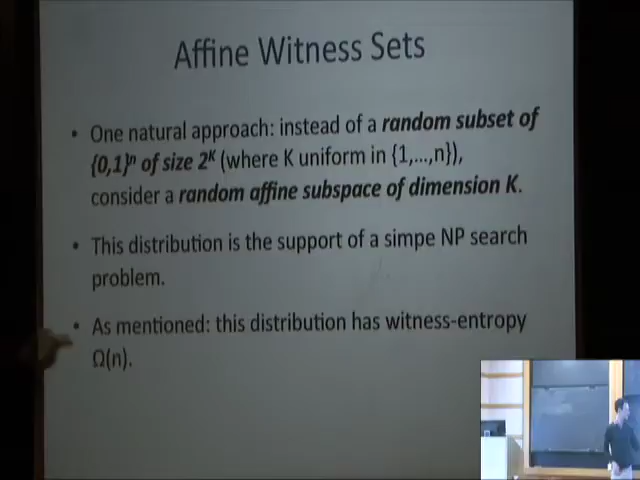 Affine Witness Sets
• One natural approach: instead of a random subset of
{0,1}ⁿ of size 2ᴷ (where K uniform in {1,...,n}),
consider a random affine subspace of dimension K.
• This distribution is the support of a simpe NP search
problem.
• As mentioned: this distribution has witness-entropy
Ω(n).